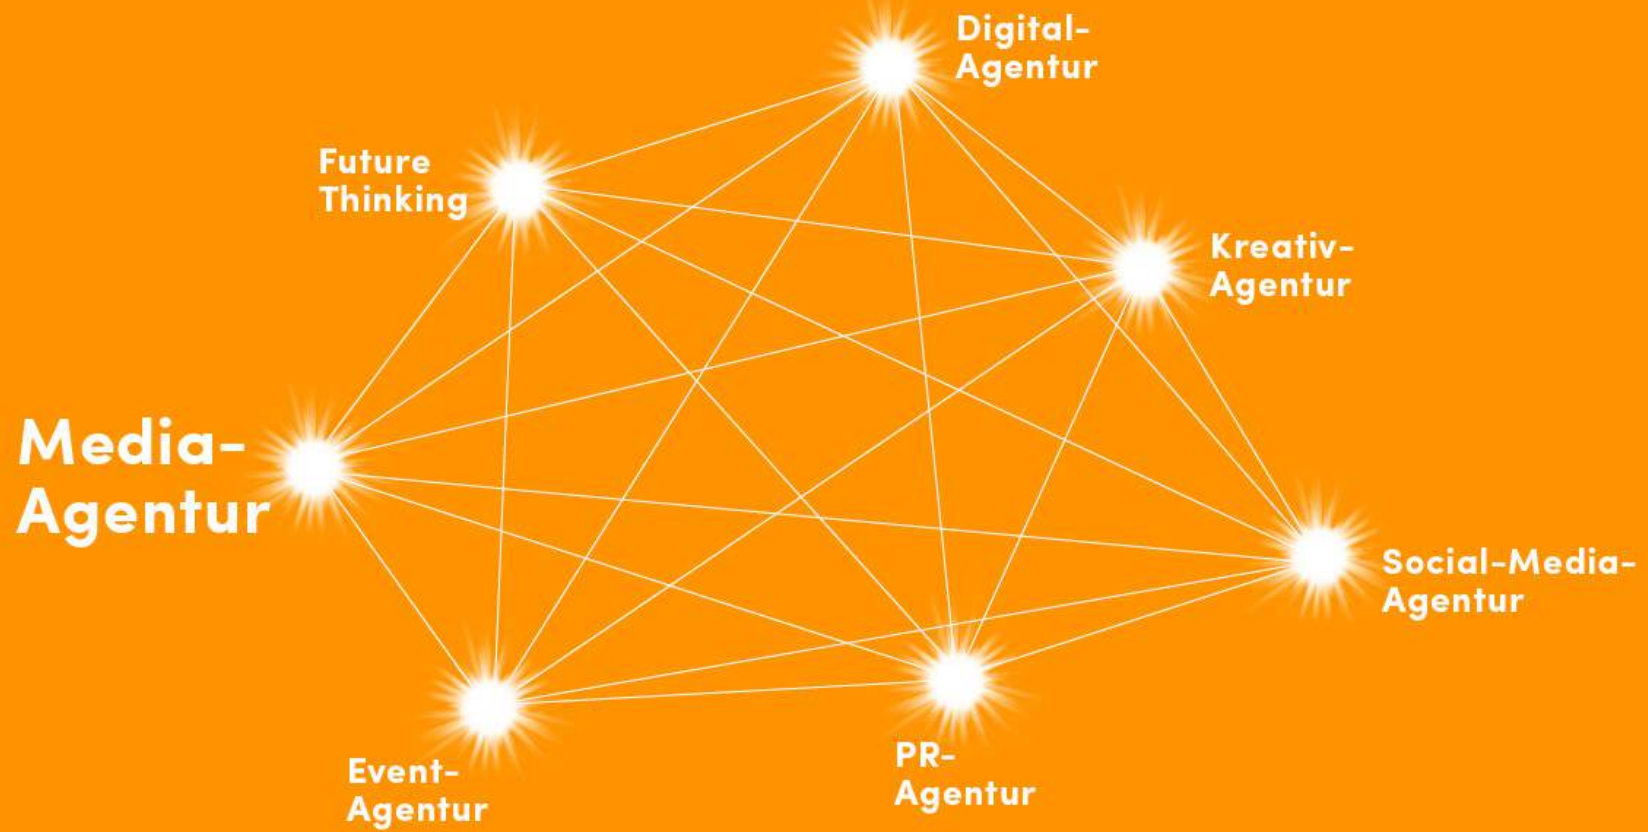 Digital-
Agentur
Future
Thinking
Kreativ-
Agentur
Media-
Agentur
Social-Media-
Agentur
PR-
Agentur
Event-
Agentur